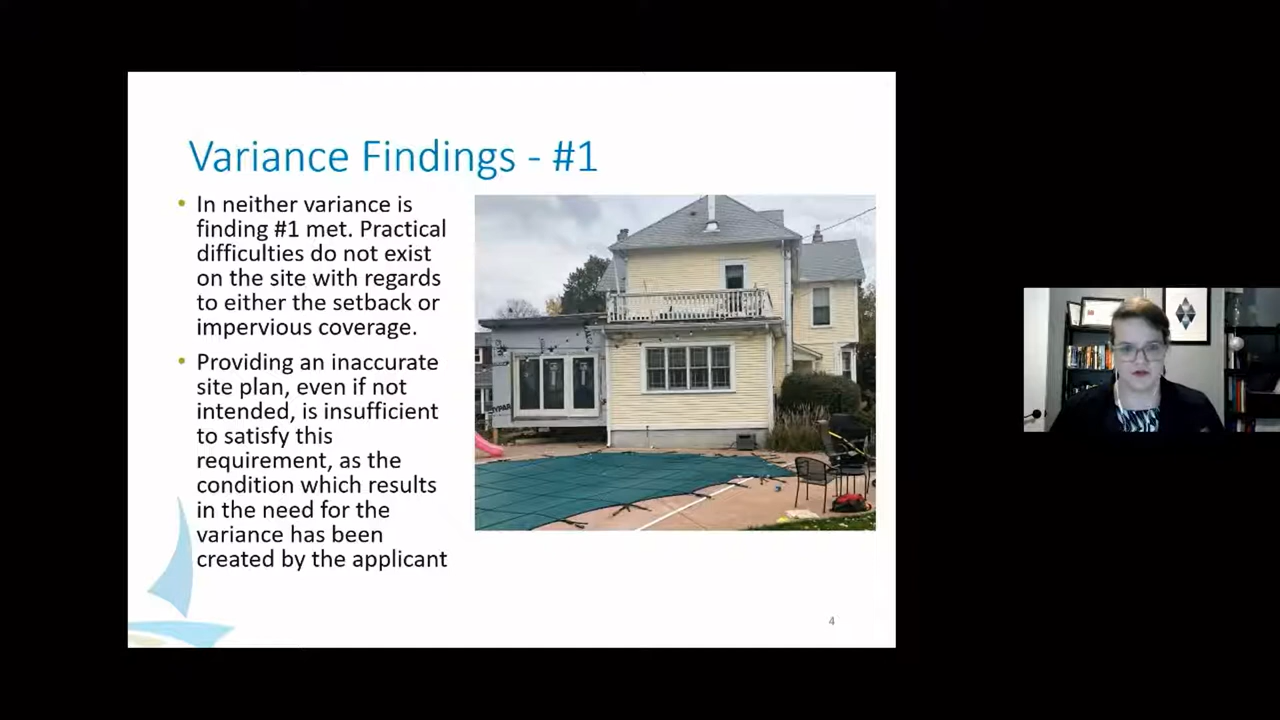 Variance Findings - #1
• In neither variance is
finding #1 met. Practical
difficulties do not exist
on the site with regards
to either the setback or
impervious coverage.
• Providing an inaccurate
site plan, even if not
intended, is insufficient
to satisfy this
requirement, as the
condition which results
in the need for the
variance has been
created by the applicant
4